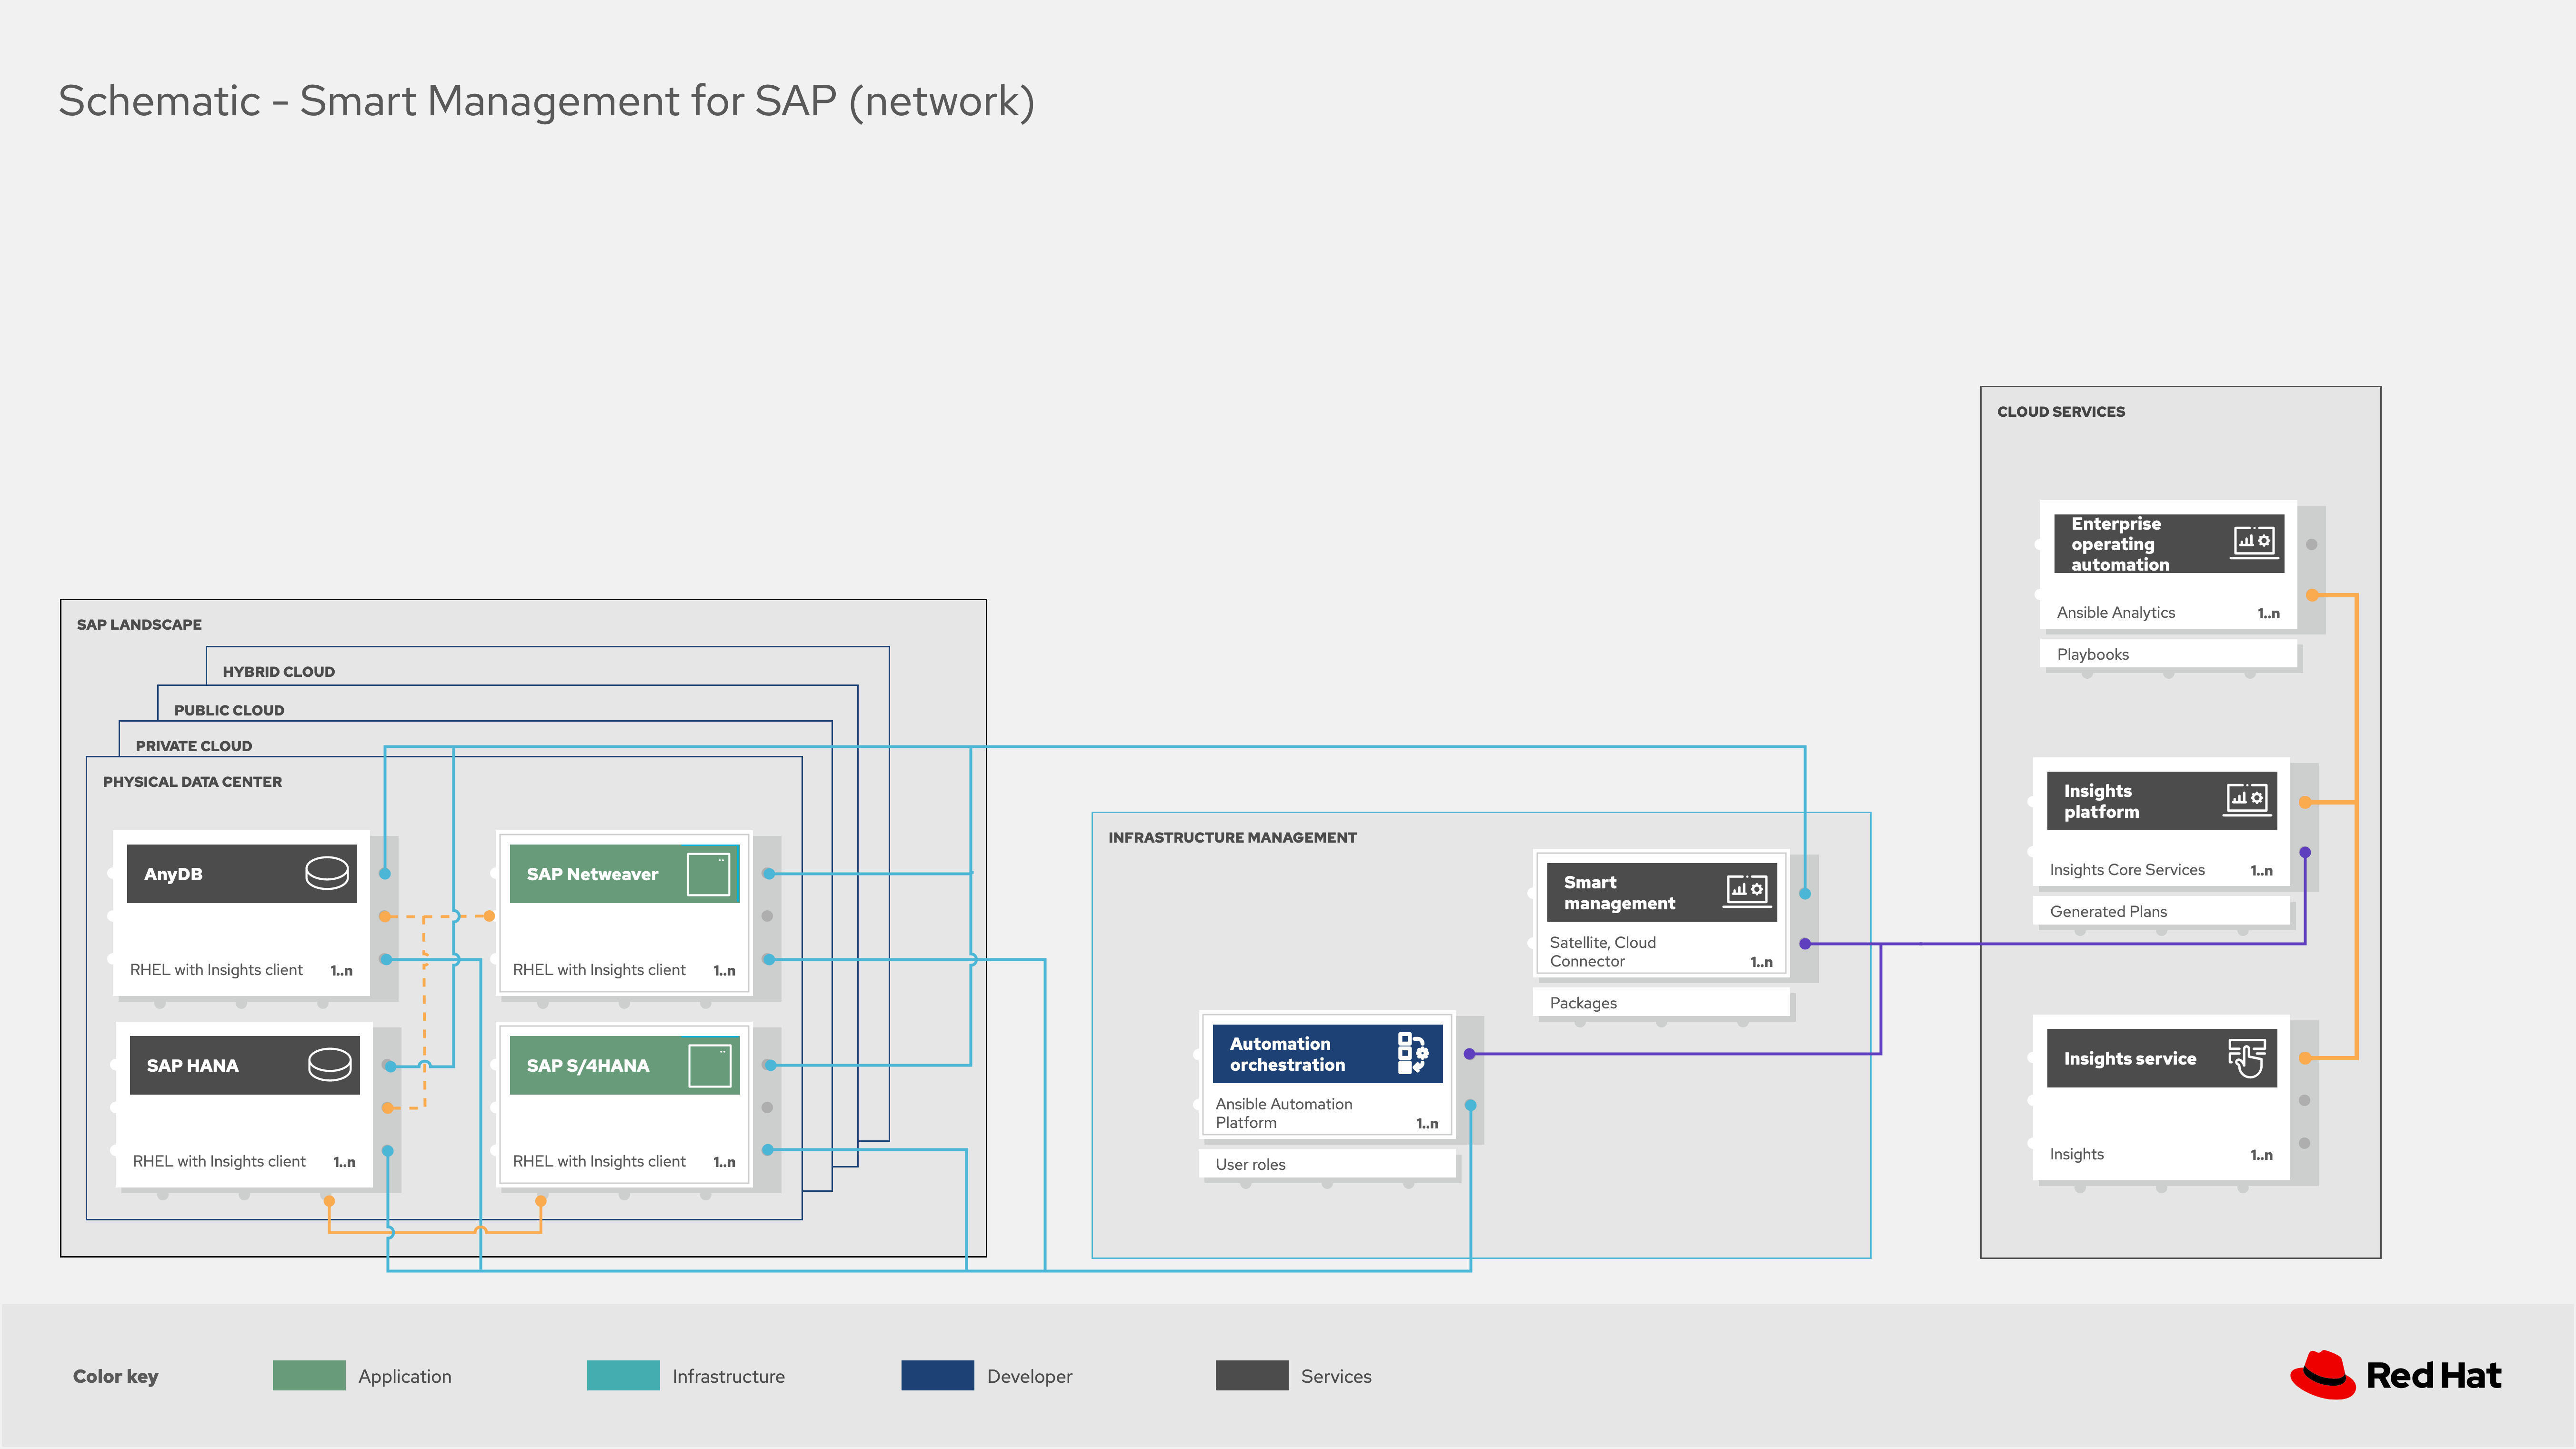 Schematic - Smart Management for SAP (network)
SAP LANDSCAPE
HYBRID CLOUD
PUBLIC CLOUD
PRIVATE CLOUD
PHYSICAL DATA CENTER
AnyDB
RHEL with Insights client 1..n
SAP Netweaver
RHEL with Insights client 1..n
SAP HANA
RHEL with Insights client 1..n
SAP S/4HANA
RHEL with Insights client 1..n
INFRASTRUCTURE MANAGEMENT
Smart
management
Satellite, Cloud
Connector 1..n
Packages
Automation
orchestration
Ansible Automation
Platform 1..n
User roles
CLOUD SERVICES
Enterprise
operating
automation
Ansible Analytics 1..n
Playbooks
Insights
platform
Insights Core Services 1..n
Generated Plans
Insights service
Insights 1..n
Color key
Application
Infrastructure
Developer
Services
Red Hat